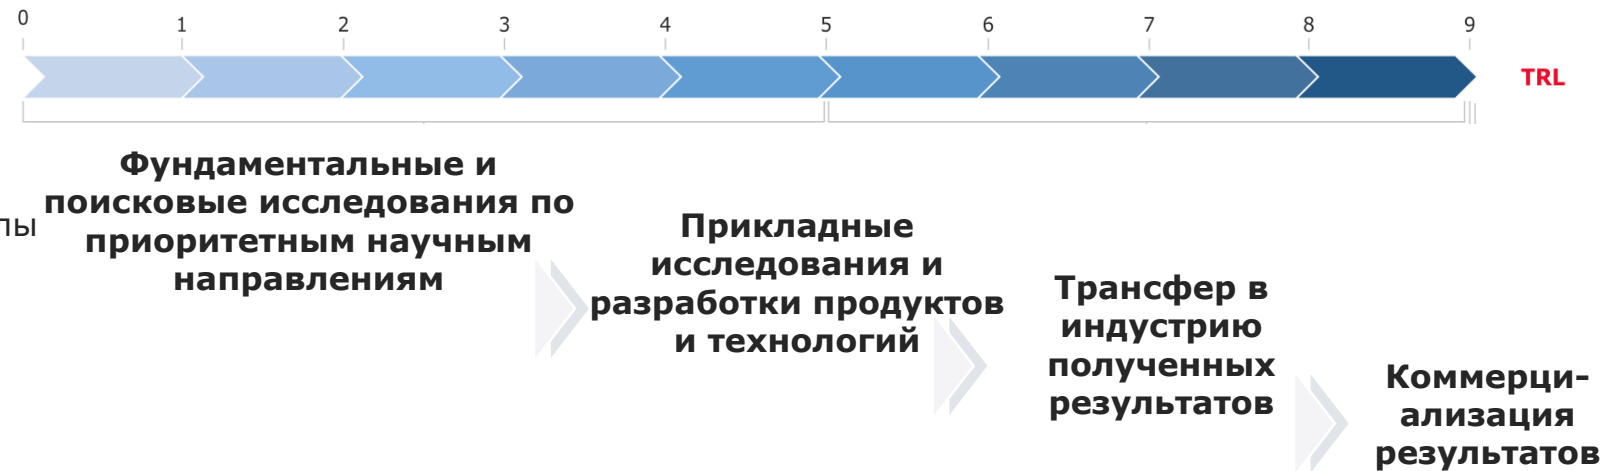 0 1 2 3 4 5 6 7 8 9
TRL
Фундаментальные и
поисковые исследования по
приоритетным научным
направлениям
Прикладные
исследования и
разработки продуктов
и технологий
Трансфер в
индустрию
полученных
результатов
Коммерци-
ализация
результатов